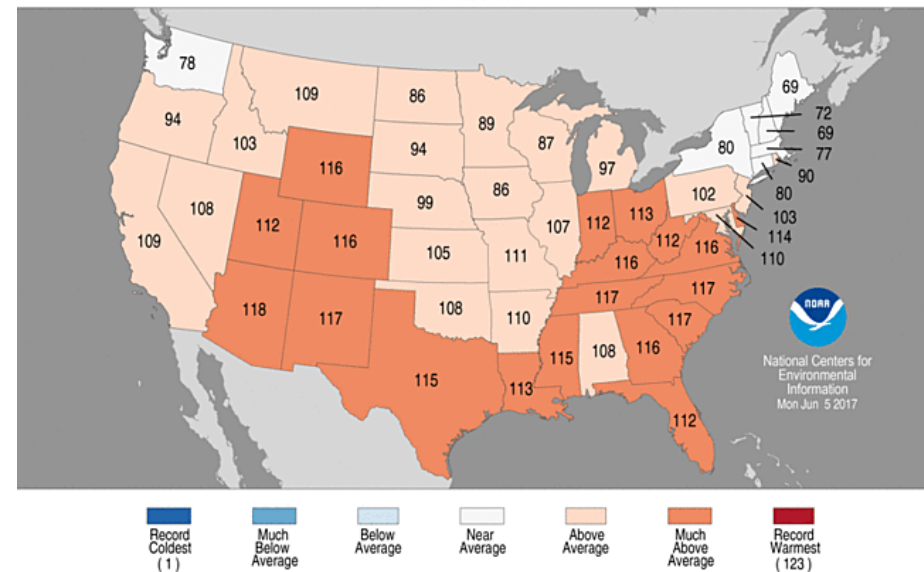 78
69
109
86
72
89
94
69
87
80
77
94
103
97
90
116
102
80
99
86
103
108
112
113
107
114
112
116
112
110
109
105
111
116
116
117
108
117
110
118
117
117
NOAA
115
108
116
115
National Centers for
Environmental
Information
Mon Jun 5 2017
113
112
Record
Coldest
(1)
Much
Below
Average
Below
Average
Near
Average
Above
Average
Much
Above
Average
Record
Warmest
(123)